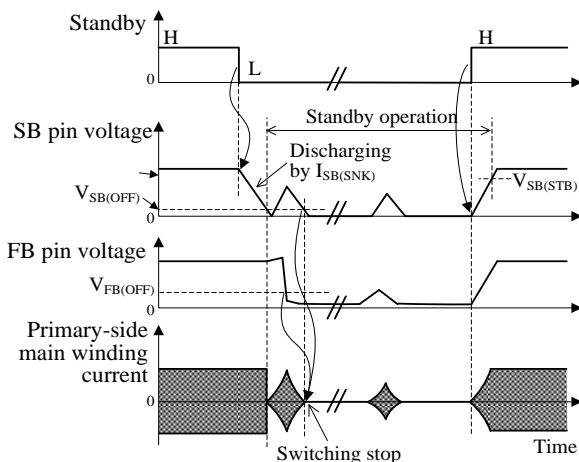 Standby
H
H
L
0
Standby operation
SB pin voltage
Discharging
by I_SB(SNK)
V_SB(STB)
V_SB(OFF)
0
FB pin voltage
V_FB(OFF)
0
Primary-side
main winding
current
0
Time
Switching stop